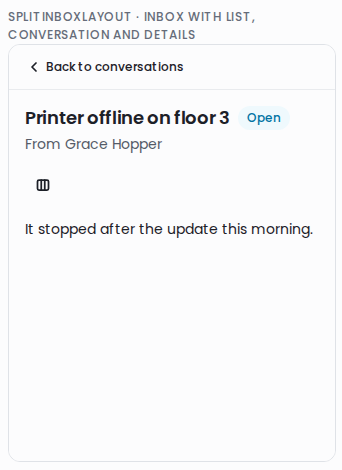 SPLITINBOXLAYOUT · INBOX WITH LIST,
CONVERSATION AND DETAILS
Back to conversations
Printer offline on floor 3 Open
From Grace Hopper
It stopped after the update this morning.